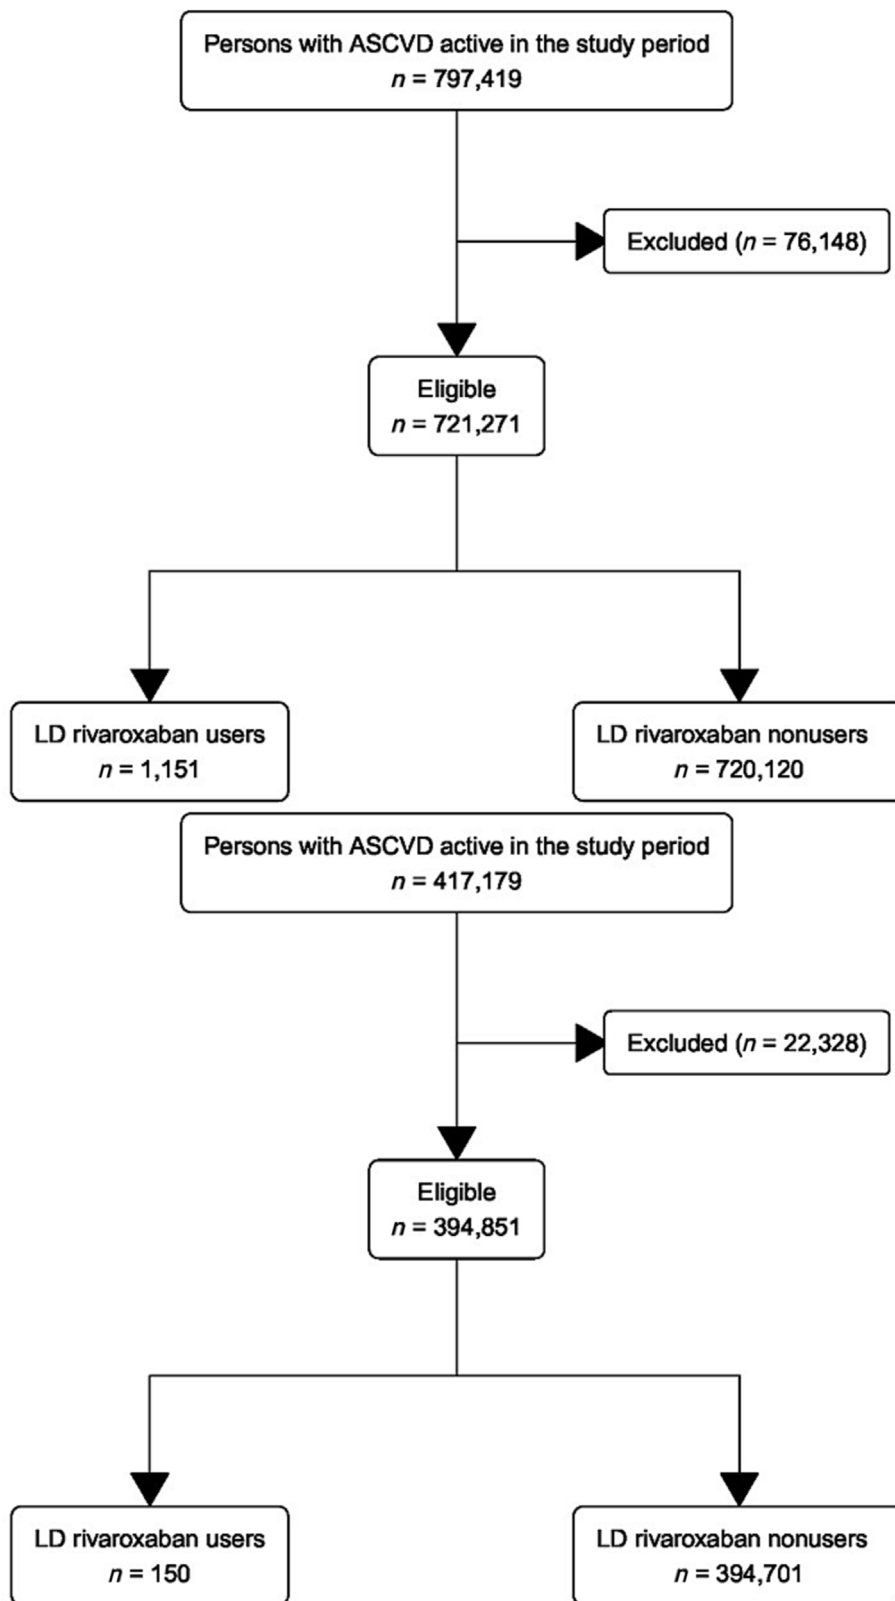 Persons with ASCVD active in the study period
n = 797,419
Excluded (n = 76,148)
Eligible
n = 721,271
LD rivaroxaban users
n = 1,151
LD rivaroxaban nonusers
n = 720,120
Persons with ASCVD active in the study period
n = 417,179
Excluded (n = 22,328)
Eligible
n = 394,851
LD rivaroxaban users
n = 150
LD rivaroxaban nonusers
n = 394,701